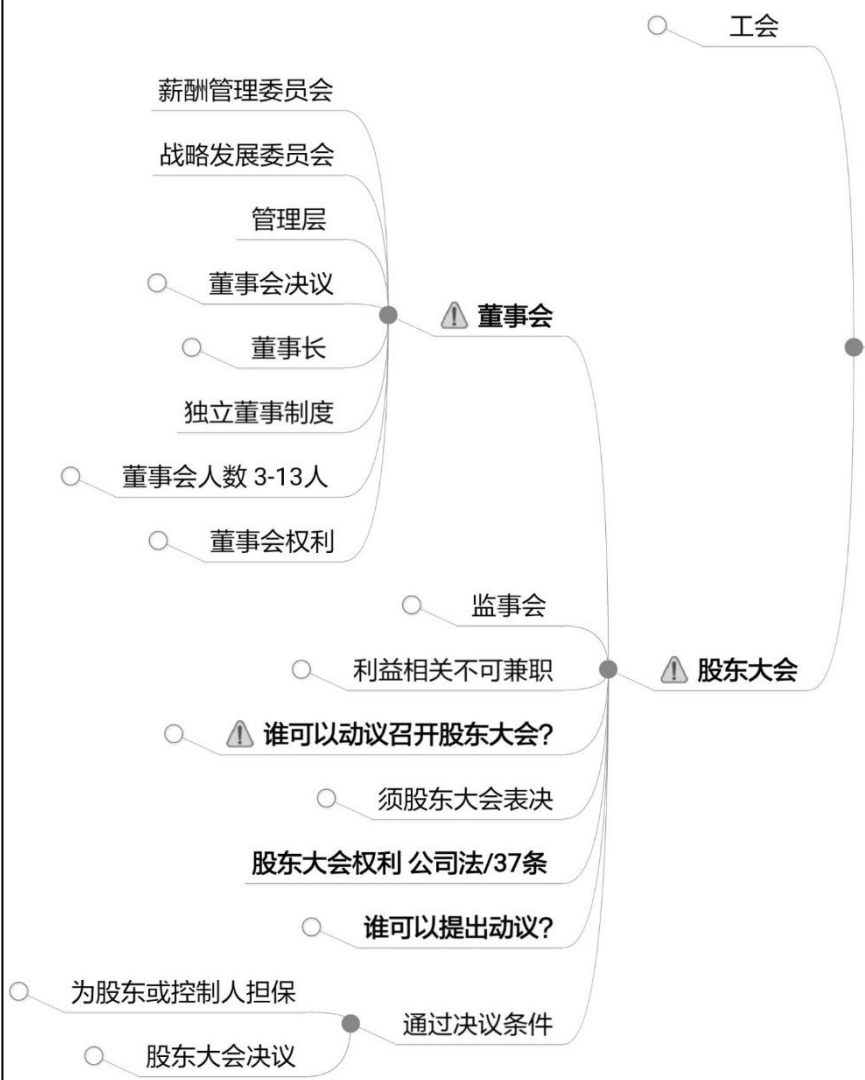 工会
薪酬管理委员会
战略发展委员会
管理层
董事会决议
董事会
董事长
独立董事制度
董事会人数 3-13人
董事会权利
监事会
利益相关不可兼职
股东大会
谁可以动议召开股东大会?
须股东大会表决
股东大会权利 公司法/37条
谁可以提出动议?
为股东或控制人担保
通过决议条件
股东大会决议